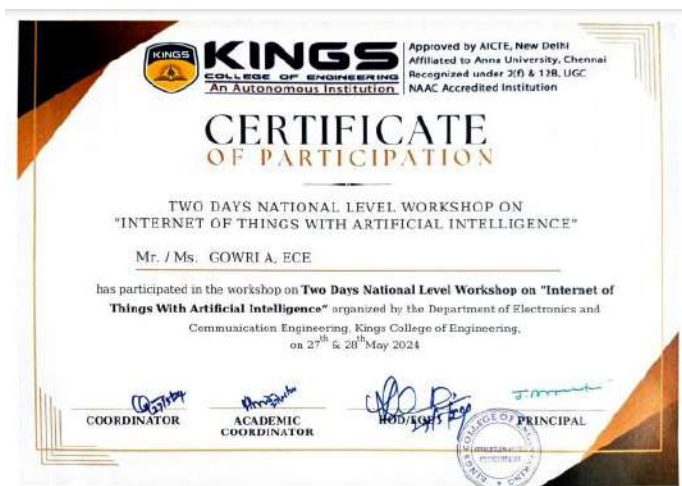 KINGS
KINGS
COLLEGE OF ENGINEERING
An Autonomous Institution
Approved by AICTE, New Delhi
Affiliated to Anna University, Chennai
Recognized under 2(f) & 12B, UGC
NAAC Accredited Institution
CERTIFICATE
OF PARTICIPATION
TWO DAYS NATIONAL LEVEL WORKSHOP ON
"INTERNET OF THINGS WITH ARTIFICIAL INTELLIGENCE"
Mr. / Ms. GOWRI A, ECE
has participated in the workshop on Two Days National Level Workshop on "Internet of
Things With Artificial Intelligence" organized by the Department of Electronics and
Communication Engineering, Kings College of Engineering,
on 27th & 28th May 2024
COORDINATOR
ACADEMIC
COORDINATOR
PRINCIPAL